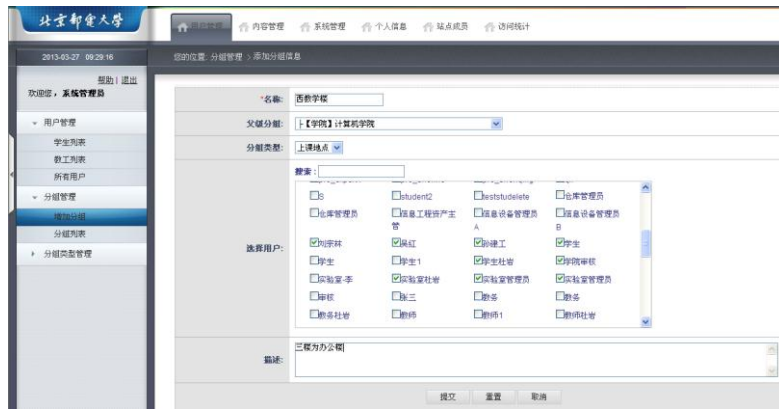 北京邮电大学
用户管理 内容管理 系统管理 个人信息 站点成员 访问统计
2013-03-27 09:29:16
您的位置: 分组管理 > 添加分组信息
帮助 | 退出
欢迎您，系统管理员
用户管理
学生列表
教工列表
所有用户
分组管理
增加分组
分组列表
分组类型管理
*名称: 西教学楼
父级分组: ├【学院】计算机学院
分组类型: 上课地点
选择用户:
搜索：
S student2 teststudelete 仓库管理员
仓库管理员 信息工程资产主管 信息设备管理员A 信息设备管理员B
刘宗林 吴红 孙建工 学生
学生 学生1 学生社岩 学院审核
实验室-李 实验室社岩 实验室管理员 实验室管理员
审核 张三 教务 教务
教务社岩 教师 教师1 教师社岩
描述: 三楼为办公楼
提交 重置 取消